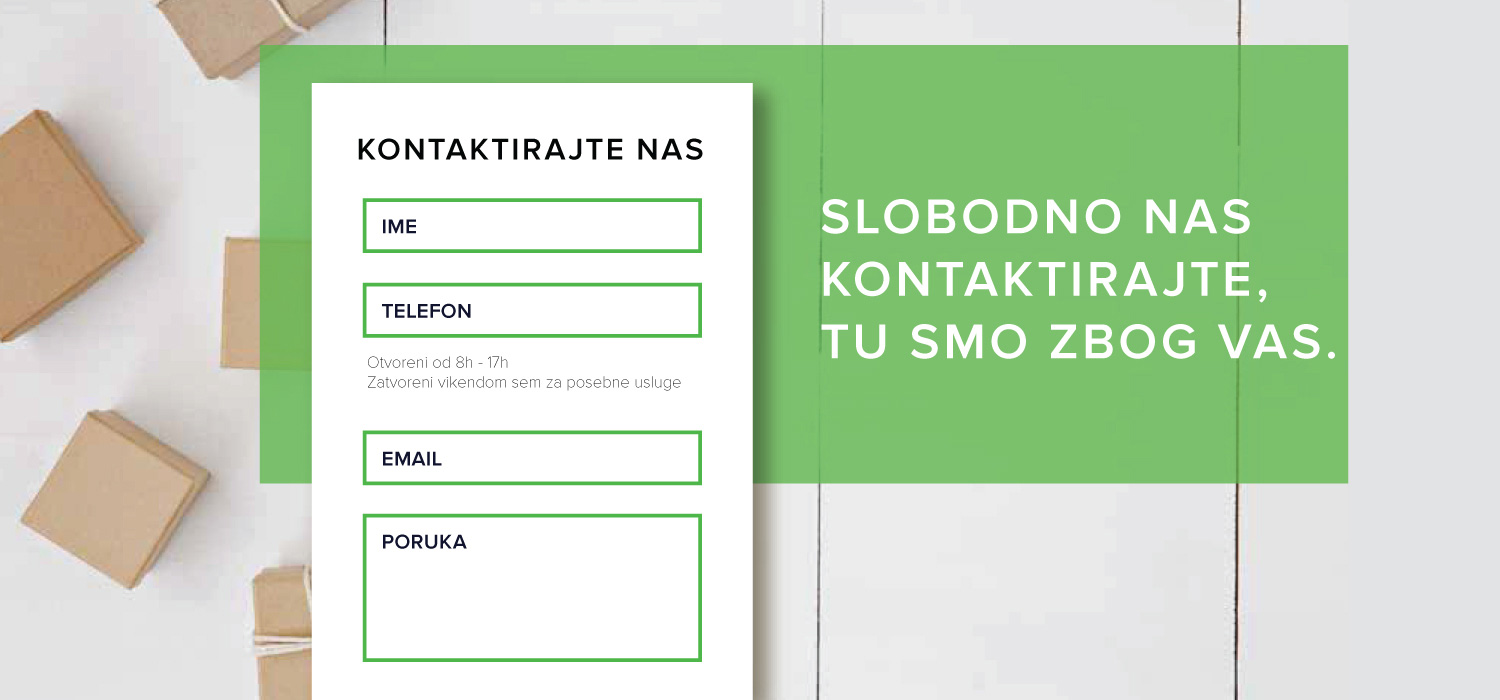 KONTAKTIRAJTE NAS
IME
TELEFON
Otvoreni od 8h - 17h
Zatvoreni vikendom sem za posebne usluge
EMAIL
PORUKA
SLOBODNO NAS
KONTAKTIRAJTE,
TU SMO ZBOG VAS.